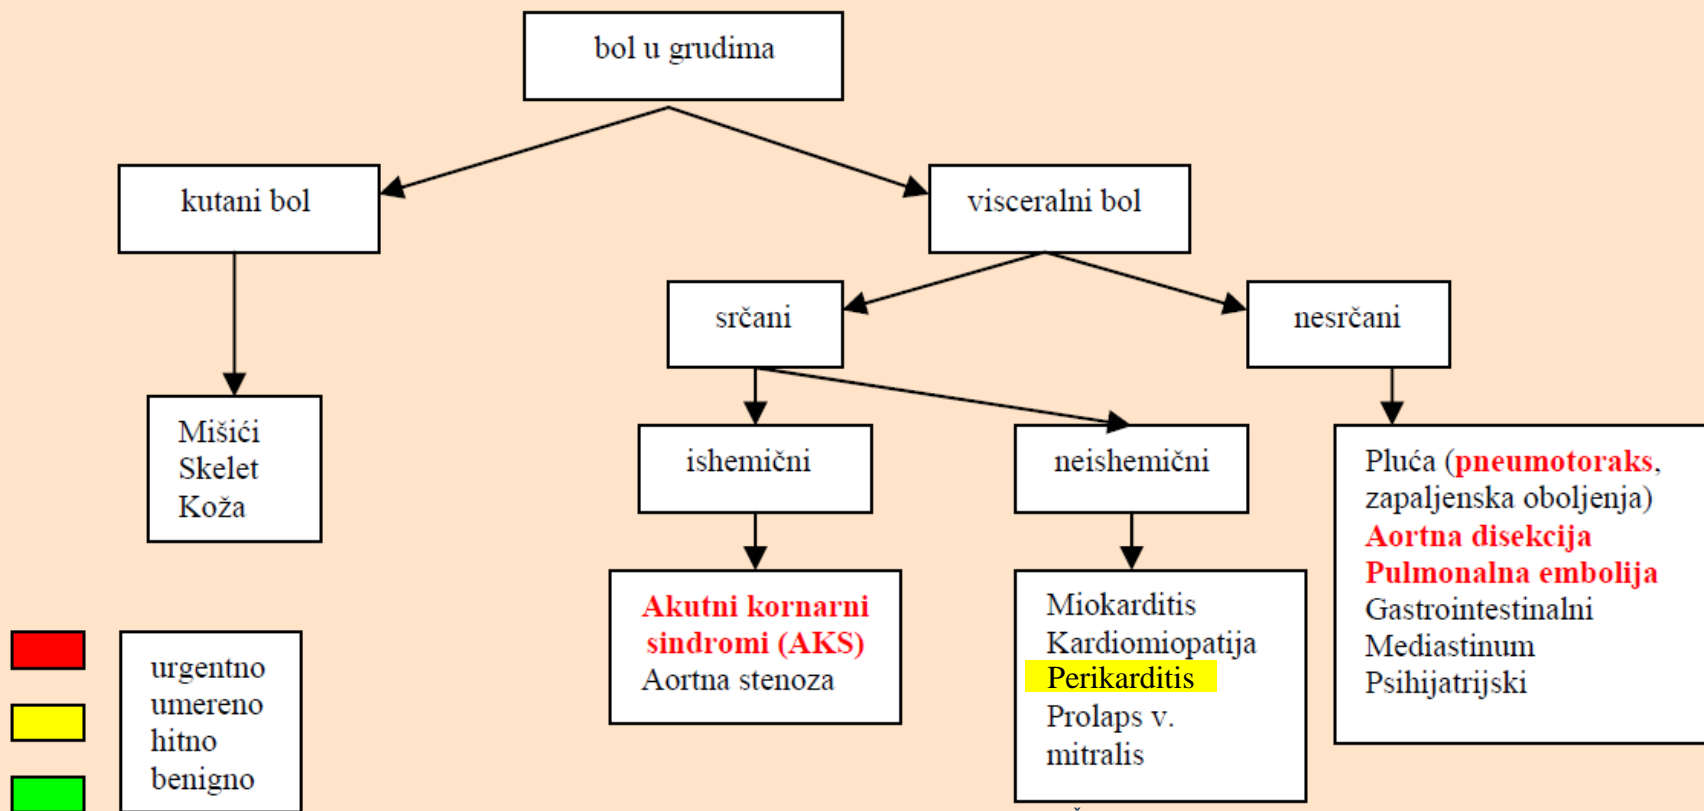 bol u grudima
kutani bol
visceralni bol
srčani
nesrčani
Mišići
Skelet
Koža
ishemični
neishemični
Pluća (pneumotoraks,
zapaljenska oboljenja)
Aortna disekcija
Pulmonalna embolija
Gastrointestinalni
Mediastinum
Psihijatrijski
Akutni kornarni
sindromi (AKS)
Aortna stenoza
Miokarditis
Kardiomiopatija
Perikarditis
Prolaps v.
mitralis
urgentno
umereno
hitno
benigno